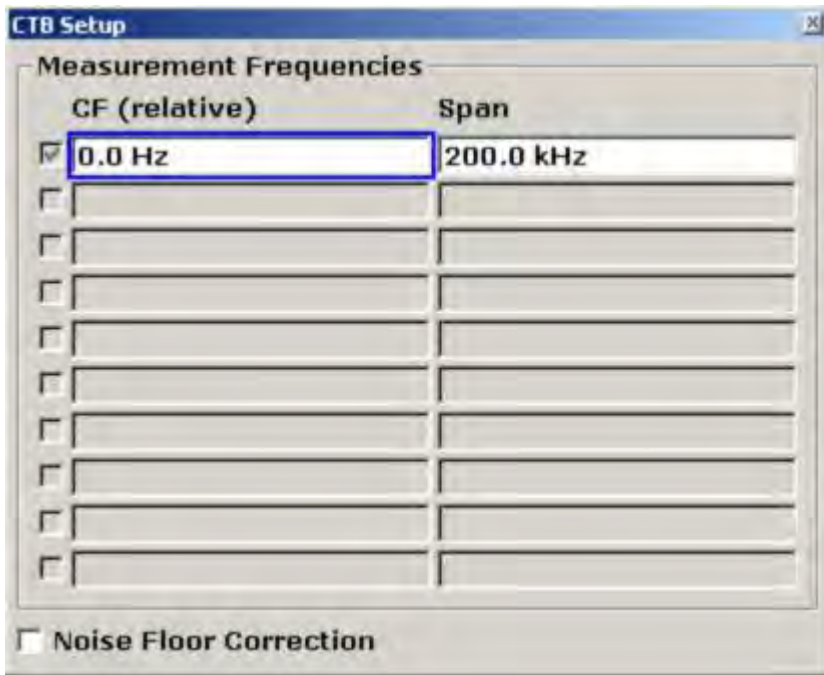 CTB Setup
Measurement Frequencies
CF (relative) Span
0.0 Hz 200.0 kHz
Noise Floor Correction